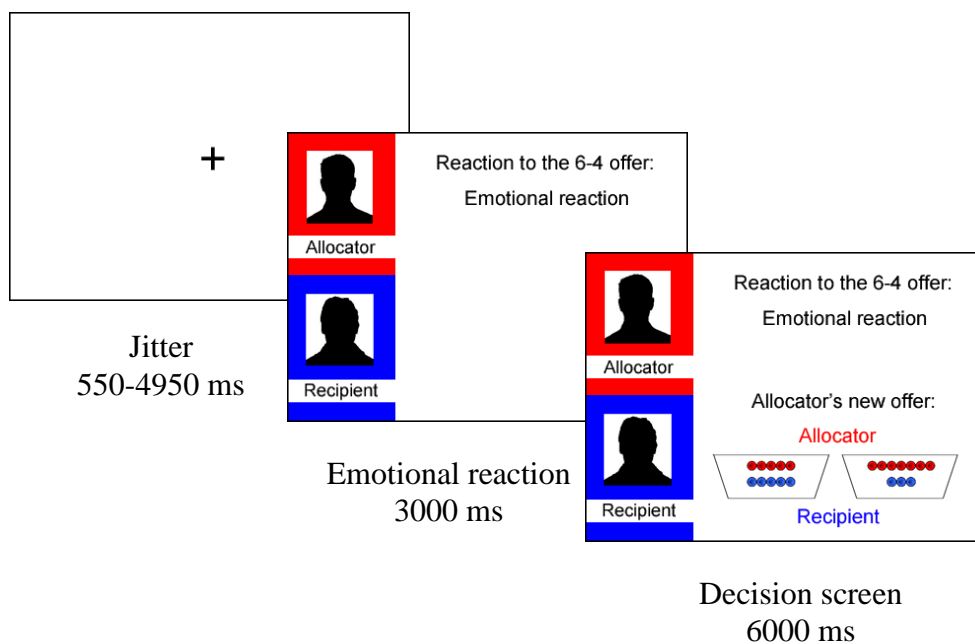 +
Jitter
550-4950 ms
Allocator
Recipient
Reaction to the 6-4 offer:
Emotional reaction
Emotional reaction
3000 ms
Allocator
Recipient
Reaction to the 6-4 offer:
Emotional reaction
Allocator's new offer:
Allocator
Recipient
Decision screen
6000 ms